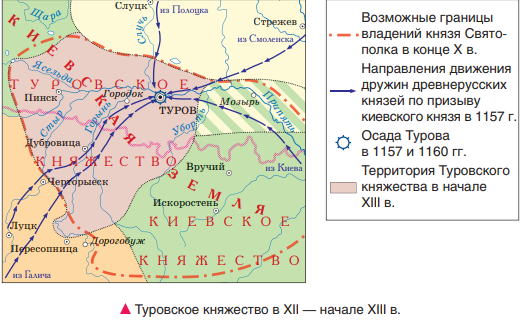 Слуцк
из Полоцка
Стрежев
из Смоленска
Щара
Случь
КИЕВСКАЯ ЗЕМЛЯ
Ясельда
ТУРОВСКОЕ
Городок
Пинск
Мозырь
Припять
ТУРОВ
Стыр
Горынь
Уборть
Дубровица
КНЯЖЕСТВО
из Киева
Вручий
Черторыеск
Искоростень
КИЕВСКОЕ
Луцк
Дорогобуж
Пересопница
КНЯЖЕСТВО
из Галича
Возможные границы
владений князя Свято-
полка в конце X в.
Направления движения
дружин древнерусских
князей по призыву
киевского князя в 1157 г.
Осада Турова
в 1157 и 1160 гг.
Территория Туровского
княжества в начале
XIII в.
▲ Туровское княжество в XII — начале XIII в.